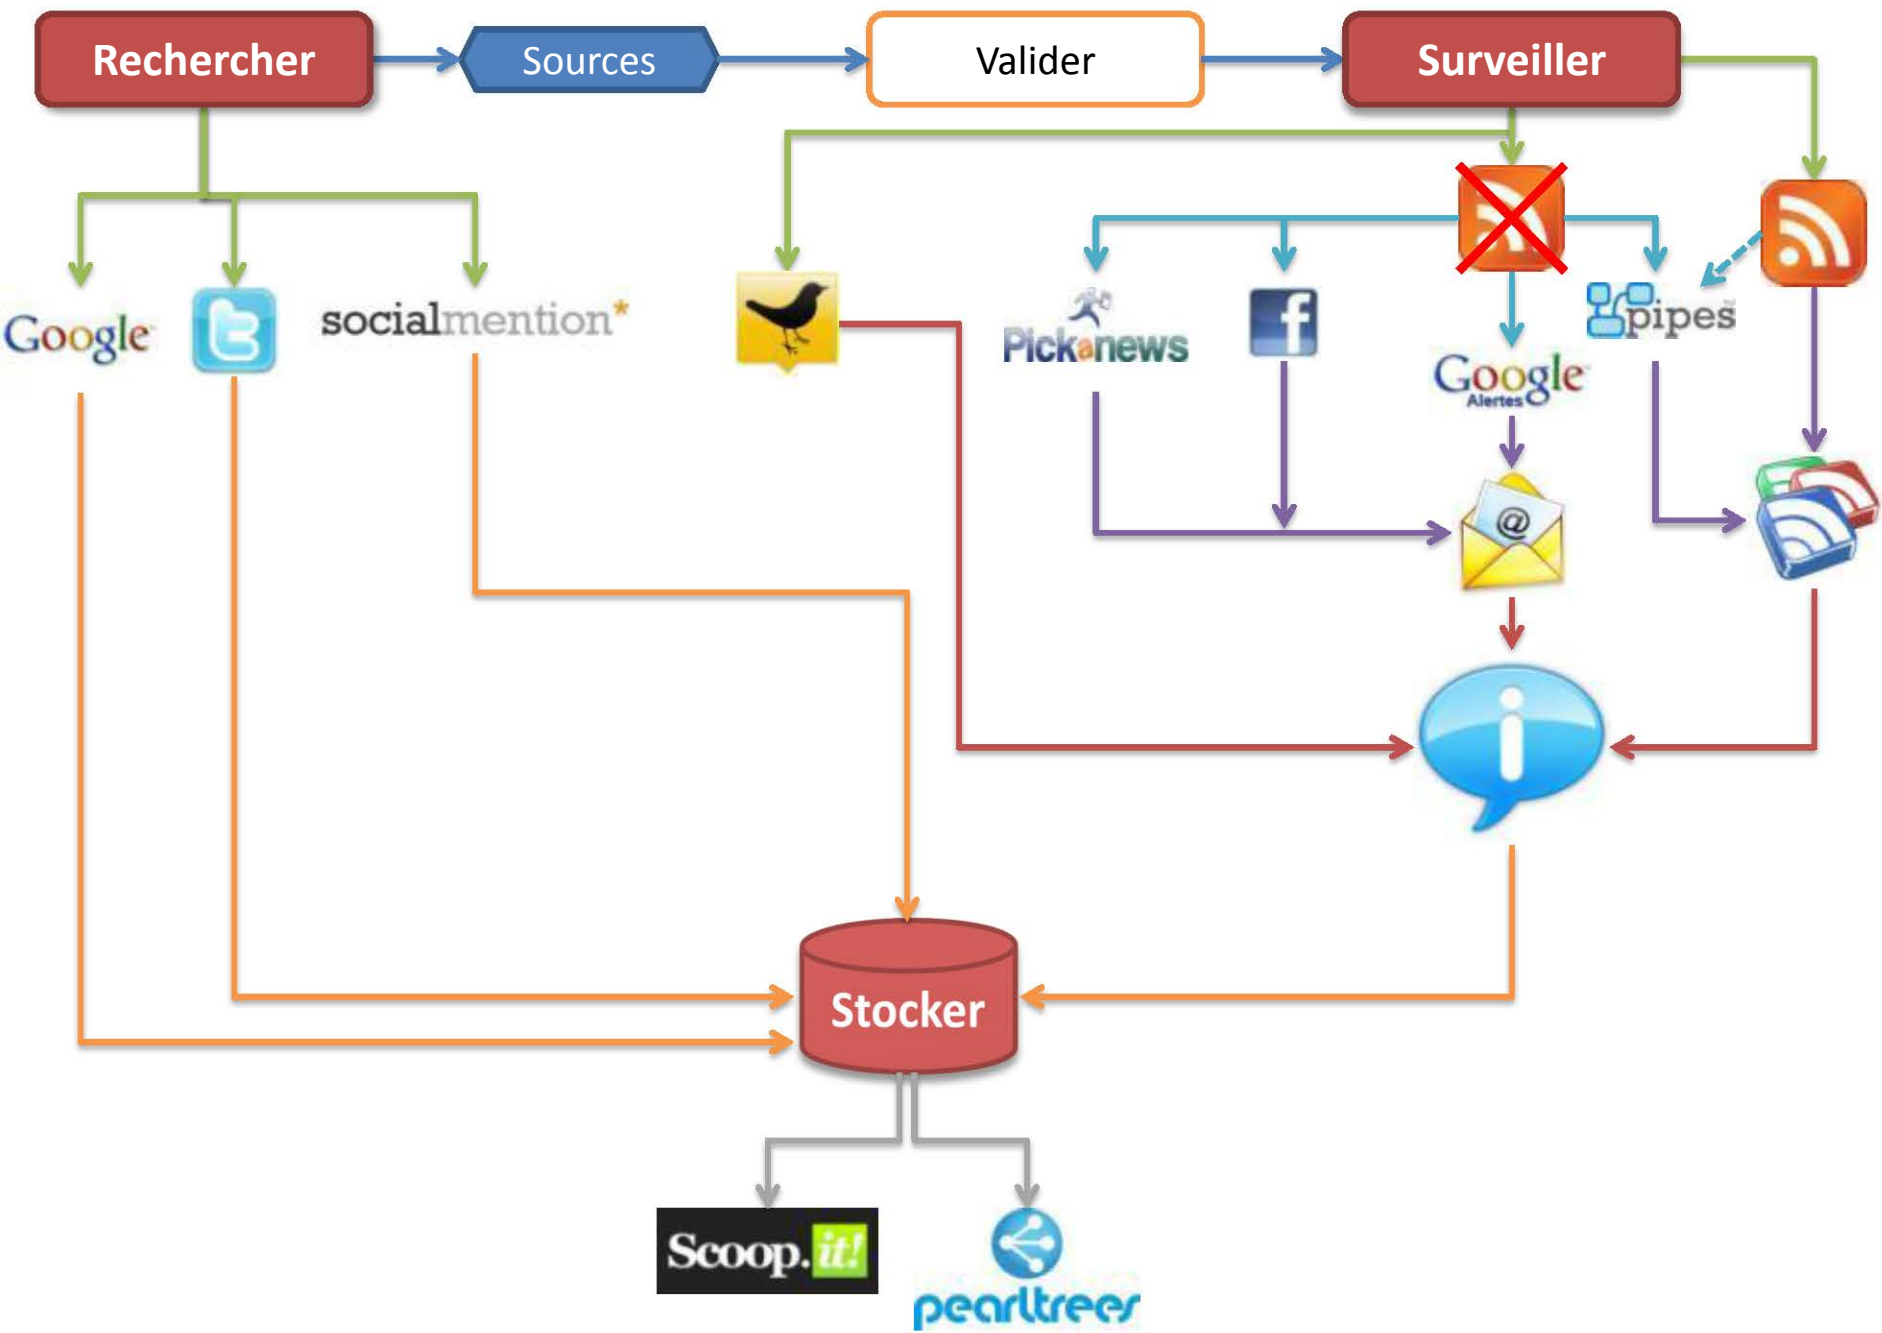 Rechercher
Sources
Valider
Surveiller
Google
socialmention*
Pickanews
pipes
Google
Alertes
@
Stocker
Scoop.it!
pearltrees